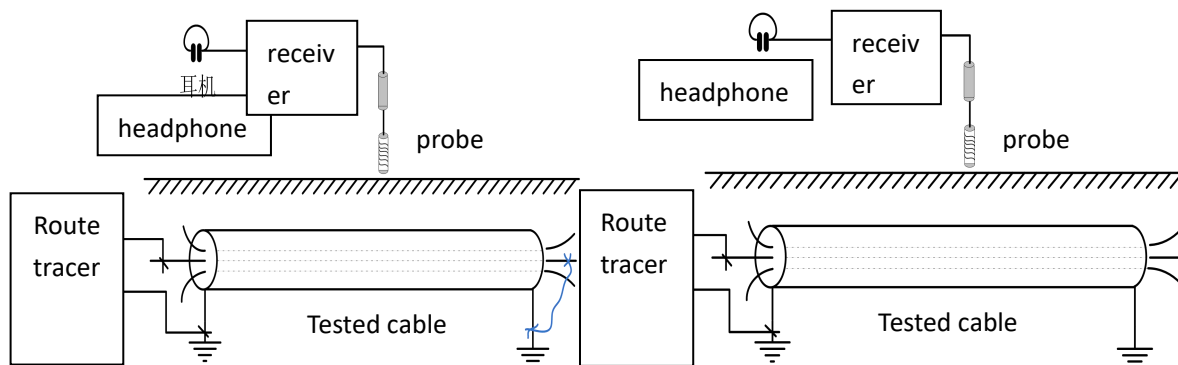 receiv
er
耳机
headphone
probe
Route
tracer
Tested cable
receiv
er
headphone
probe
Route
tracer
Tested cable